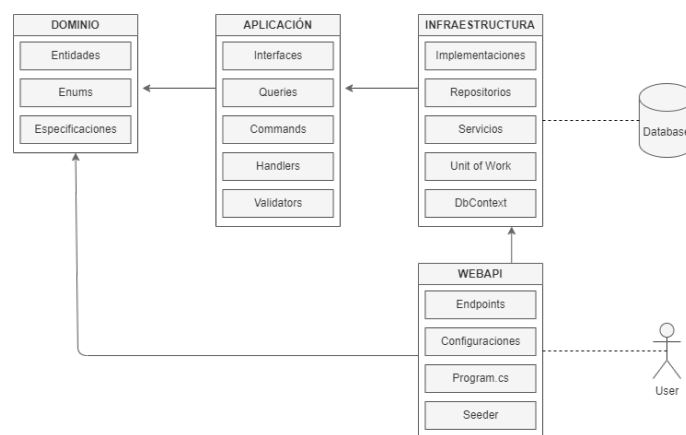 DOMINIO
Entidades
Enums
Especificaciones
APLICACIÓN
Interfaces
Queries
Commands
Handlers
Validators
INFRAESTRUCTURA
Implementaciones
Repositorios
Servicios
Unit of Work
DbContext
Database
WEBAPI
Endpoints
Configuraciones
Program.cs
Seeder
User